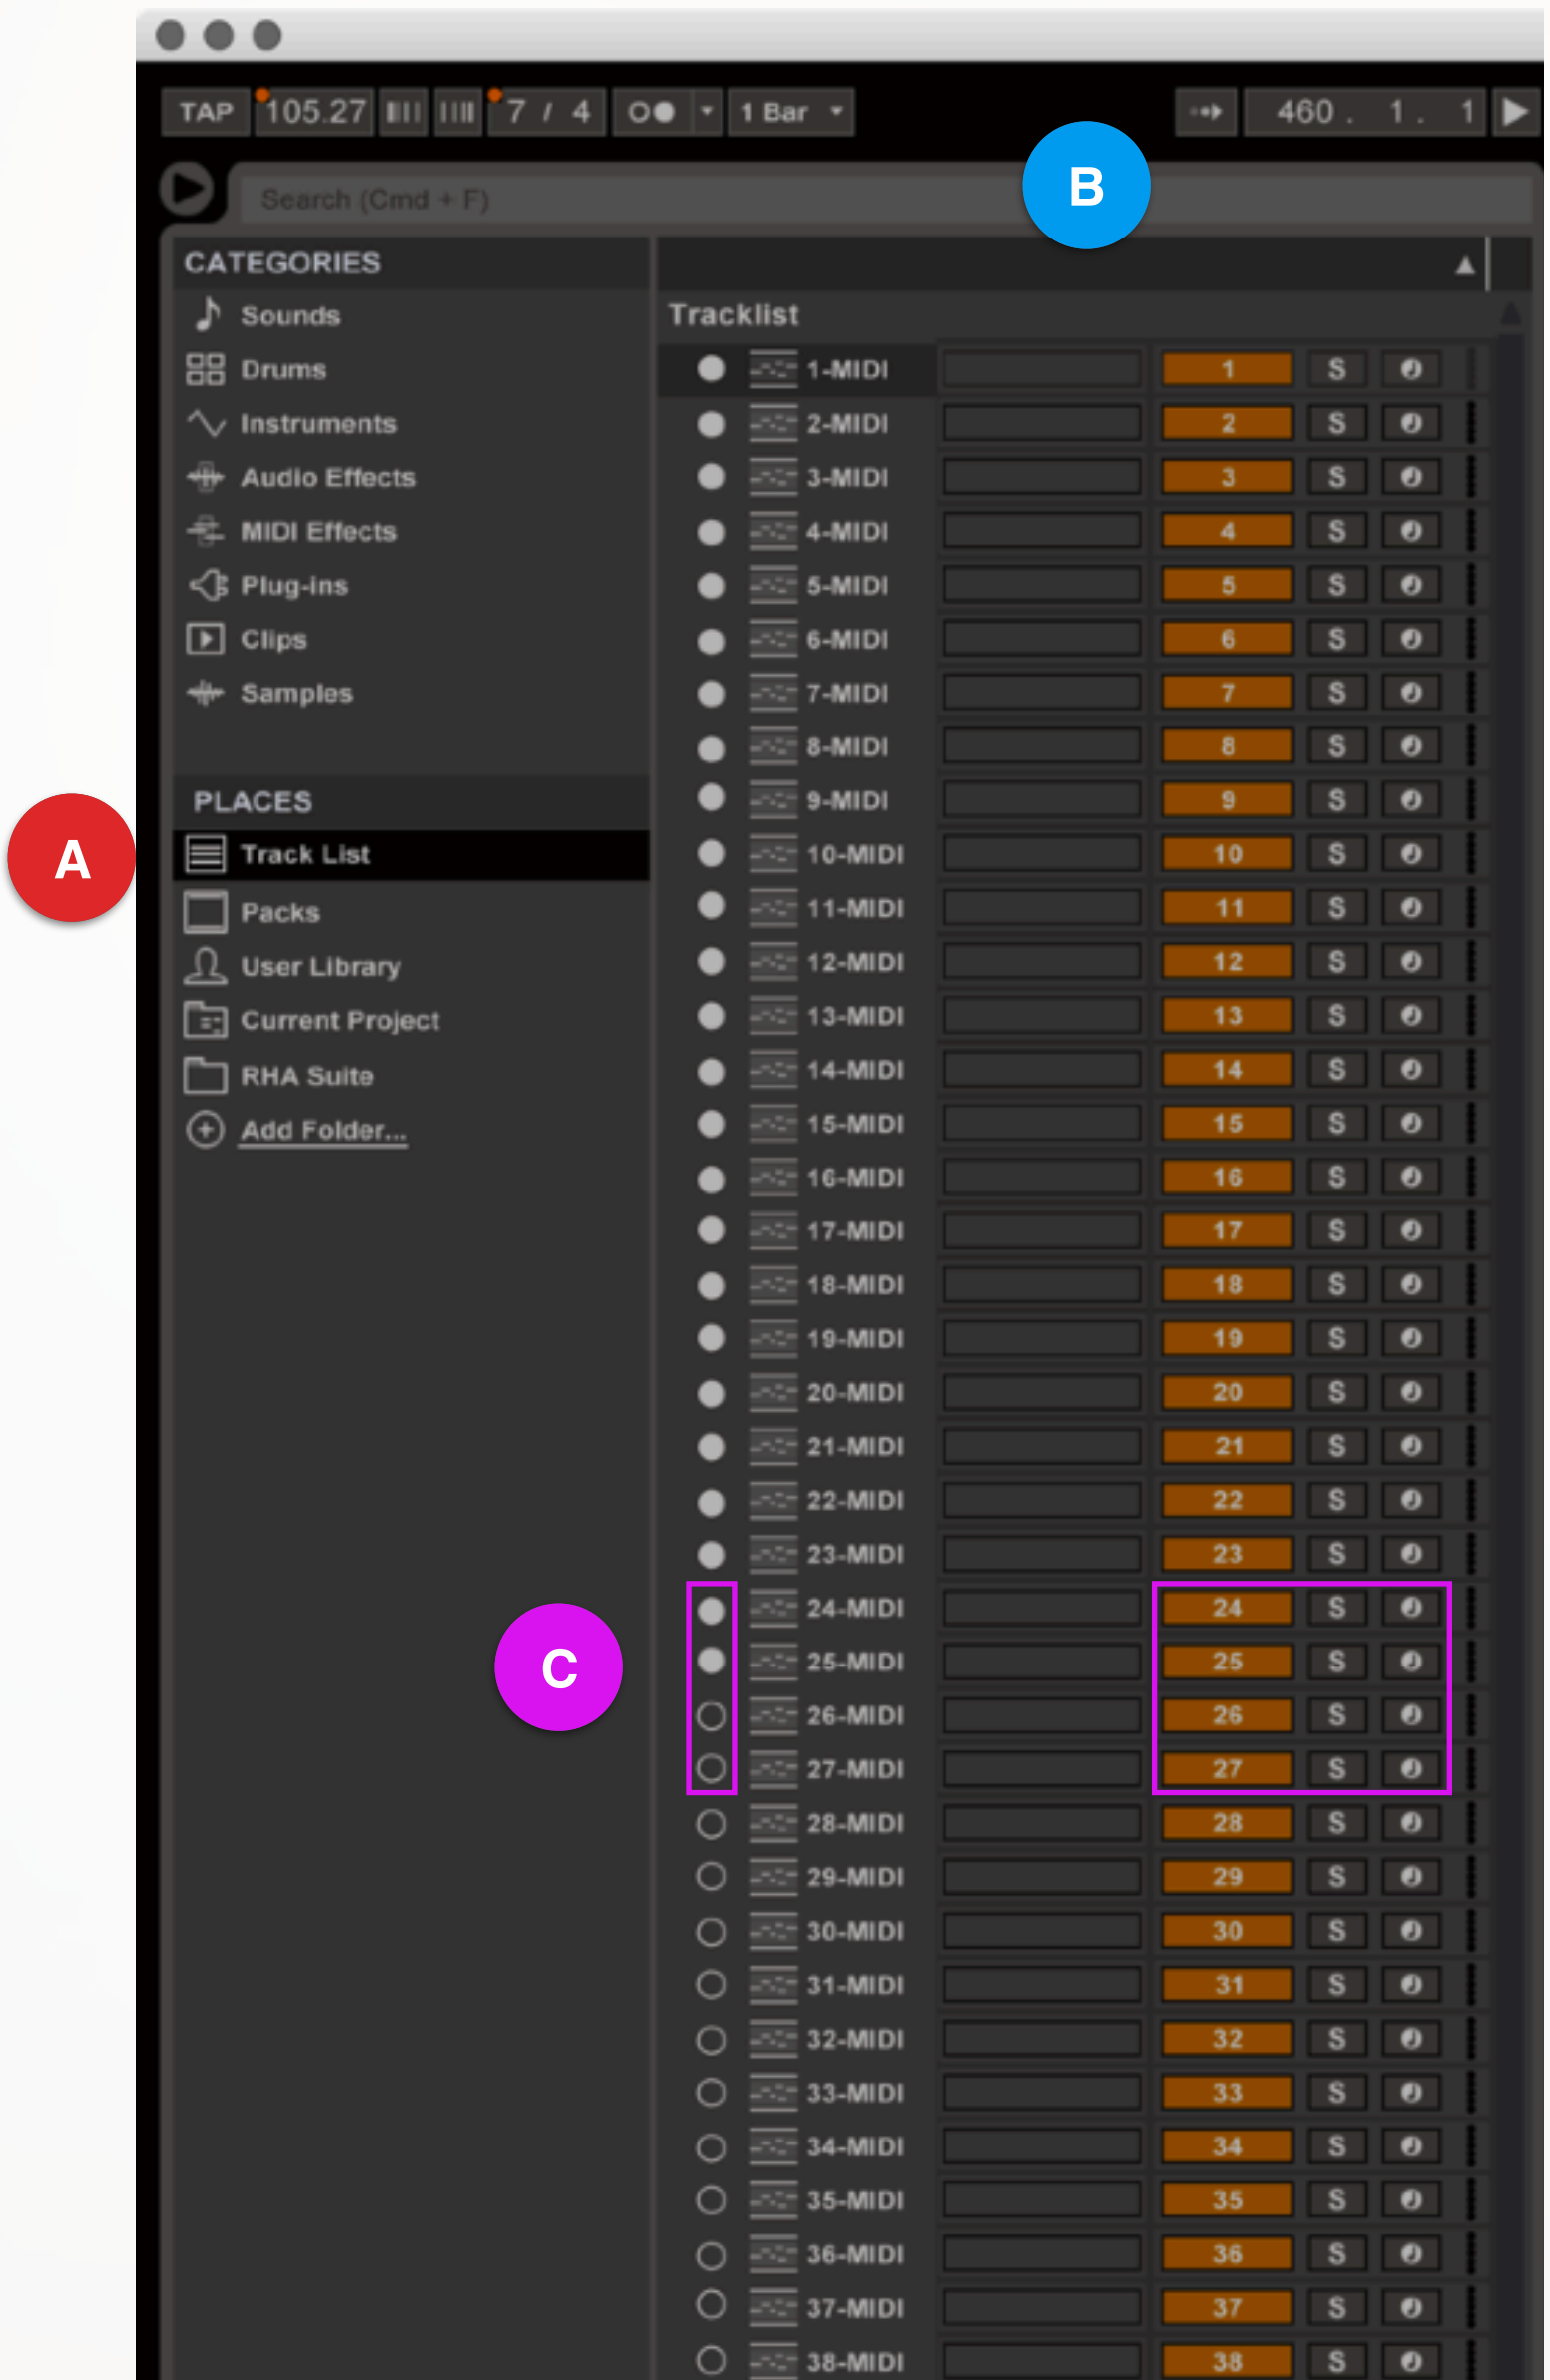 TAP 105.27 7 / 4 1 Bar 460 . 1 . 1
B
Search (Cmd + F)
CATEGORIES
Sounds
Drums
Instruments
Audio Effects
MIDI Effects
Plug-ins
Clips
Samples
PLACES
A
Track List
Packs
User Library
Current Project
RHA Suite
Add Folder...
Tracklist
1-MIDI 1 S
2-MIDI 2 S
3-MIDI 3 S
4-MIDI 4 S
5-MIDI 5 S
6-MIDI 6 S
7-MIDI 7 S
8-MIDI 8 S
9-MIDI 9 S
10-MIDI 10 S
11-MIDI 11 S
12-MIDI 12 S
13-MIDI 13 S
14-MIDI 14 S
15-MIDI 15 S
16-MIDI 16 S
17-MIDI 17 S
18-MIDI 18 S
19-MIDI 19 S
20-MIDI 20 S
21-MIDI 21 S
22-MIDI 22 S
23-MIDI 23 S
24-MIDI 24 S
C
25-MIDI 25 S
26-MIDI 26 S
27-MIDI 27 S
28-MIDI 28 S
29-MIDI 29 S
30-MIDI 30 S
31-MIDI 31 S
32-MIDI 32 S
33-MIDI 33 S
34-MIDI 34 S
35-MIDI 35 S
36-MIDI 36 S
37-MIDI 37 S
38-MIDI 38 S